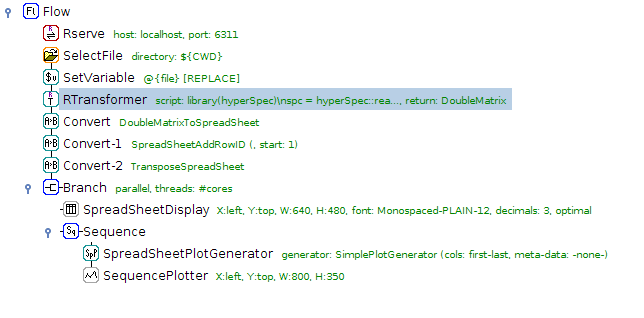 Fl Flow
R Rserve host: localhost, port: 6311
SelectFile directory: ${CWD}
$v SetVariable @{file} [REPLACE]
R T RTransformer script: library(hyperSpec)\nspc = hyperSpec::rea..., return: DoubleMatrix
A▸B Convert DoubleMatrixToSpreadSheet
A▸B Convert-1 SpreadSheetAddRowID (, start: 1)
A▸B Convert-2 TransposeSpreadSheet
Branch parallel, threads: #cores
SpreadSheetDisplay X:left, Y:top, W:640, H:480, font: Monospaced-PLAIN-12, decimals: 3, optimal
Sq Sequence
SpP SpreadSheetPlotGenerator generator: SimplePlotGenerator (cols: first-last, meta-data: -none-)
SequencePlotter X:left, Y:top, W:800, H:350